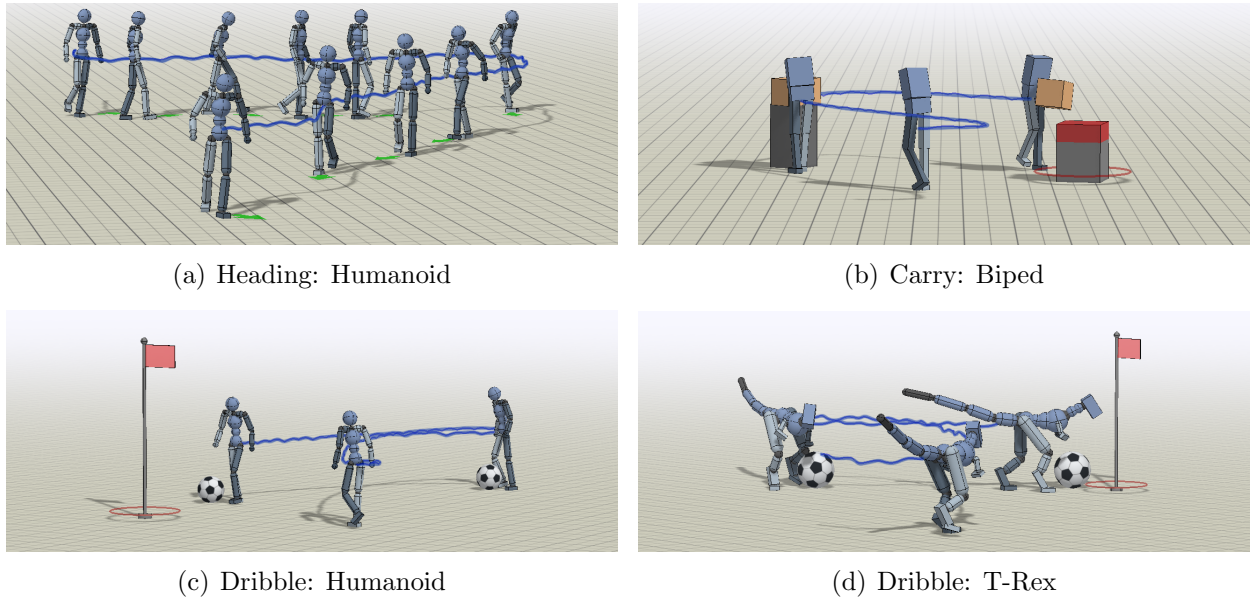 (a) Heading: Humanoid
(b) Carry: Biped
(c) Dribble: Humanoid
(d) Dribble: T-Rex